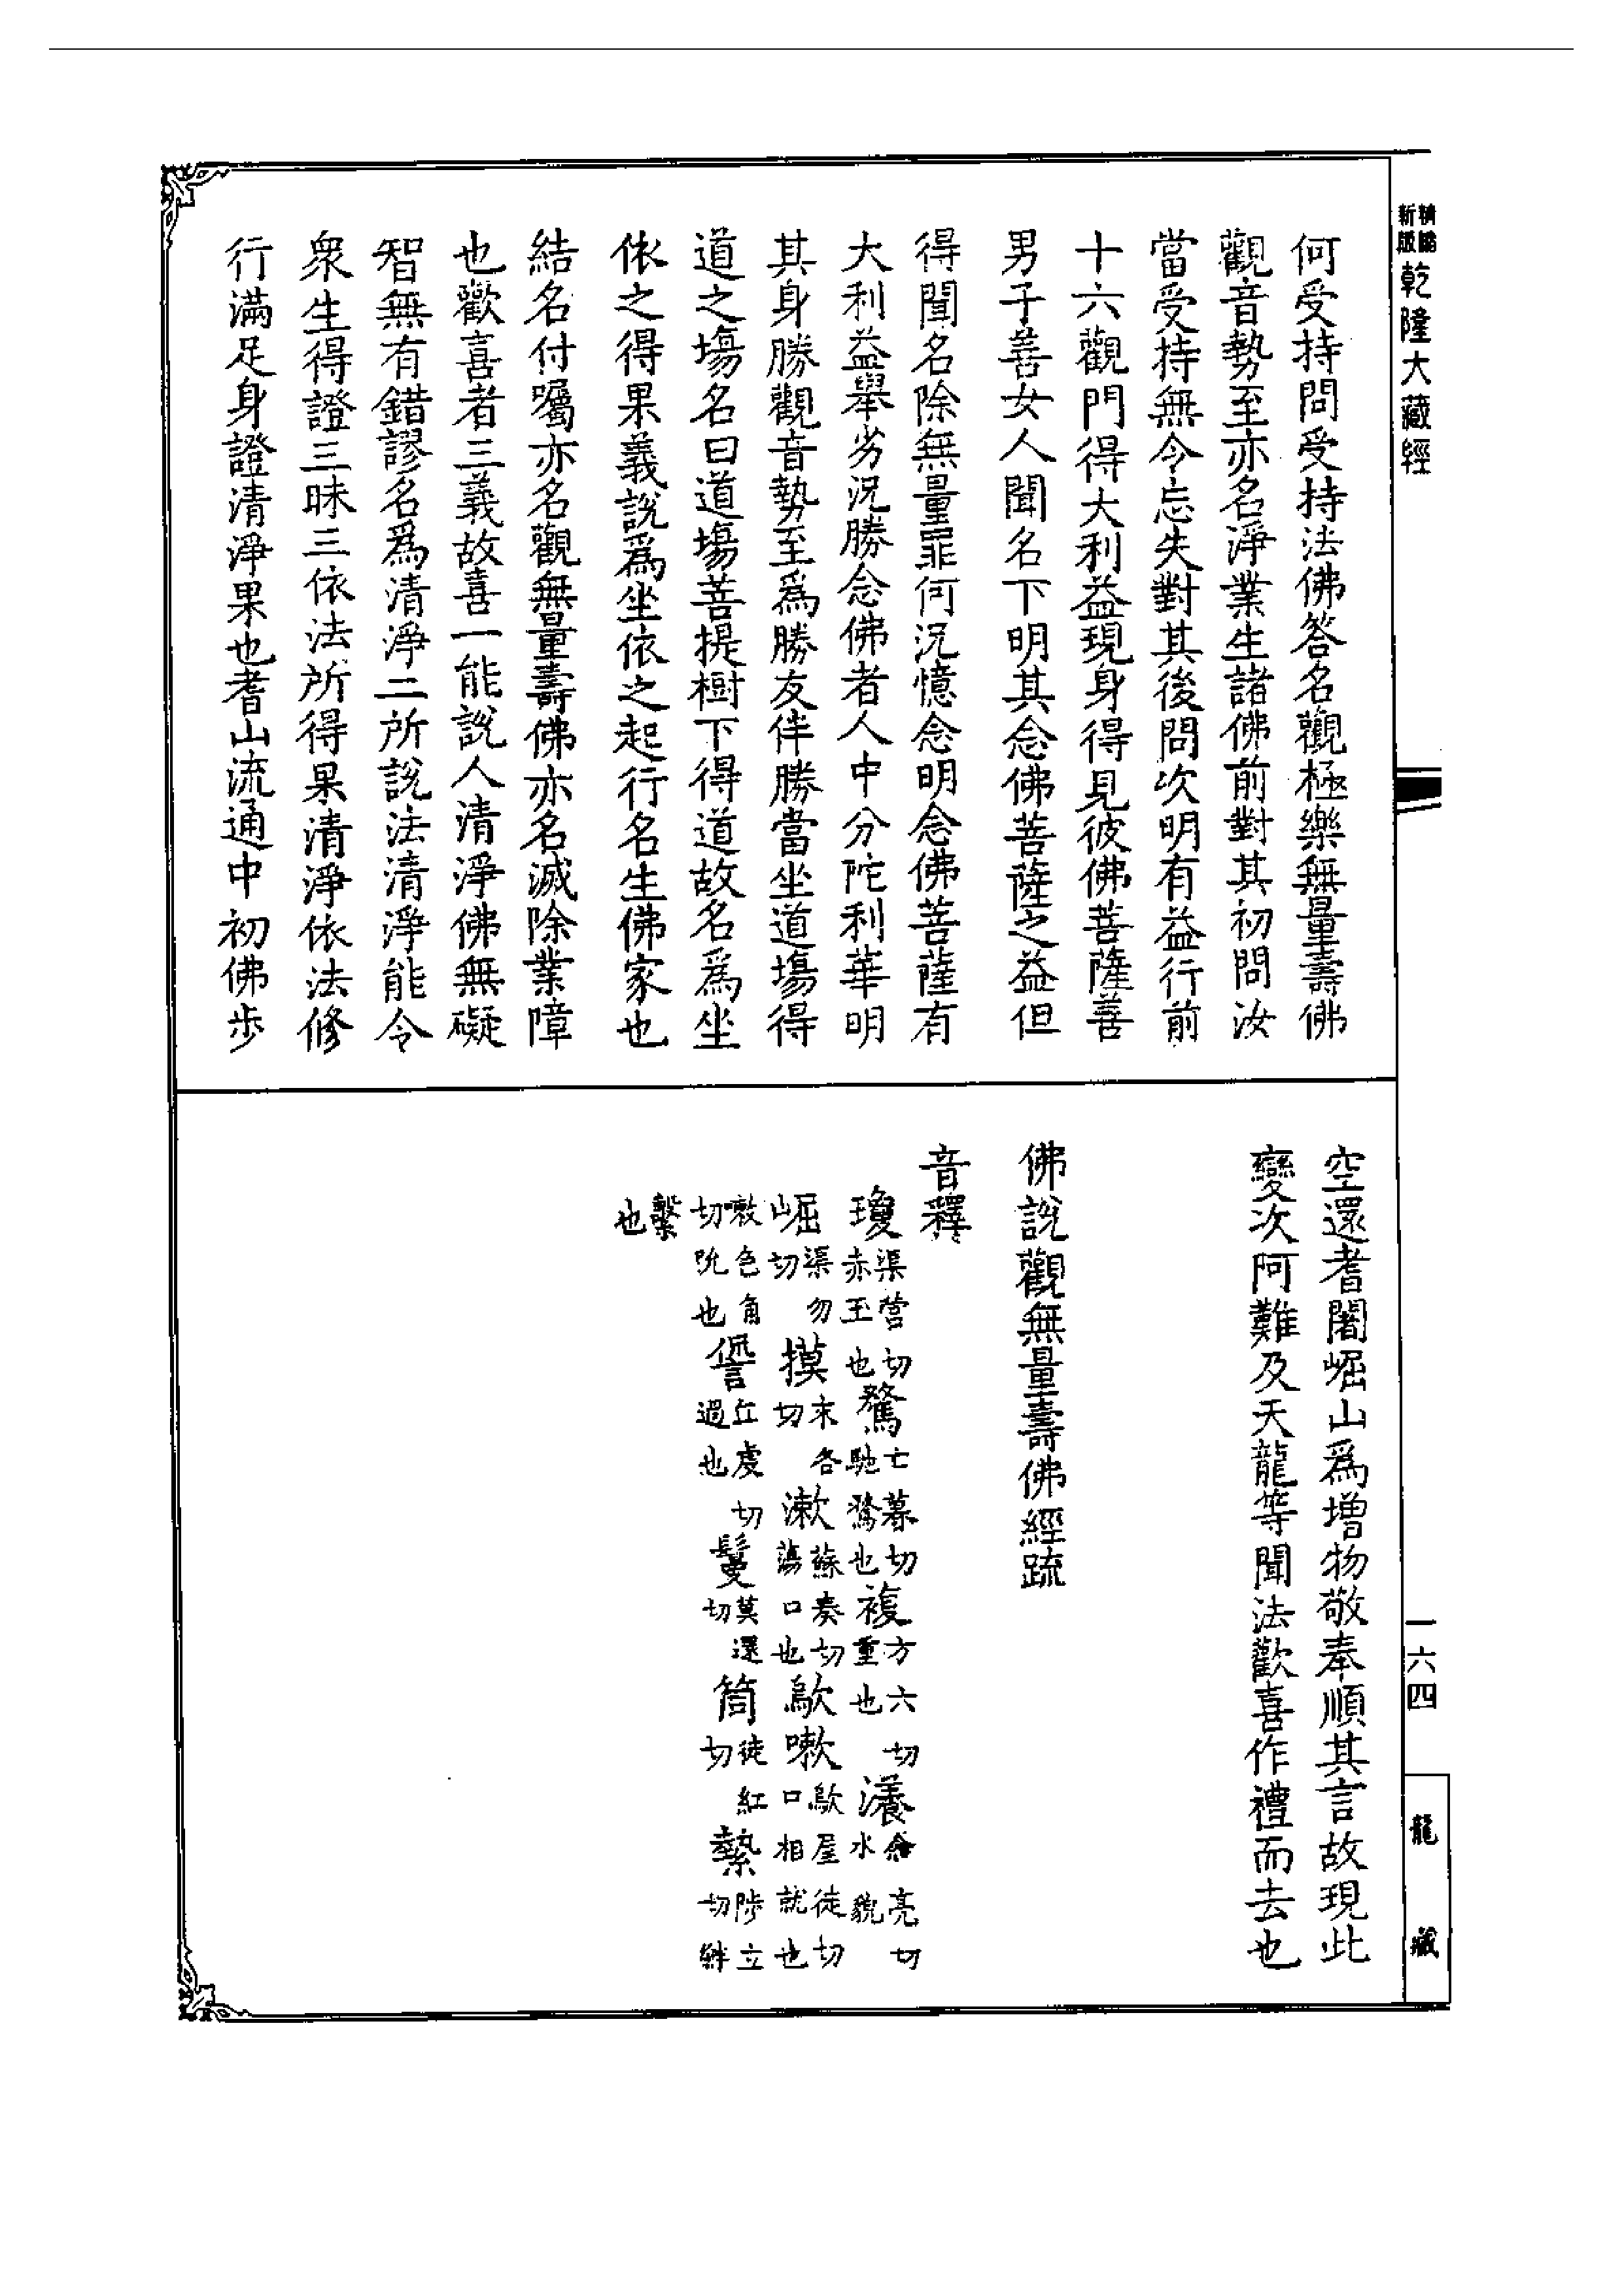 精縮新版乾隆大藏經
何受持問受持法佛答名觀極樂無量壽佛
觀音勢至亦名淨業生諸佛前對其初問汝
當受持無令忘失對其後問次明有益行前
十六觀門得大利益現身得見彼佛菩薩善
男子善女人聞名下明其念佛菩薩之益但
得聞名除無量罪何況憶念明念佛菩薩有
大利益舉劣況勝念佛者人中分陀利華明
其身勝觀音勢至為勝友伴勝當坐道場得
道之場名曰道場菩提樹下得道故名為坐
依之得果義說為坐依之起行名生佛家也
結名付囑亦名觀無量壽佛亦名滅除業障
也歡喜者三義故喜一能說人清淨佛無礙
智無有錯謬名為清淨二所說法清淨能令
衆生得證三昧三依法所得果清淨依法修
行滿足身證清淨果也耆山流通中初佛步
空還耆闍崛山為增物敬奉順其言故現此
變次阿難及天龍等聞法歡喜作禮而去也
佛說觀無量壽佛經疏
音釋
瓊渠營切赤玉也 騖亡暮切馳騖也 複方六切重也 瀁餘亮切水貌
崛渠勿切 摸末各切 漱蘇奏切蕩口也 歍嗽歍屋徒切口相就也
嗽色角切吮也 諐丘虔切過也 鬘莫還切 筒徒紅切 縶陟立切絆
繫也
一六四
龍藏